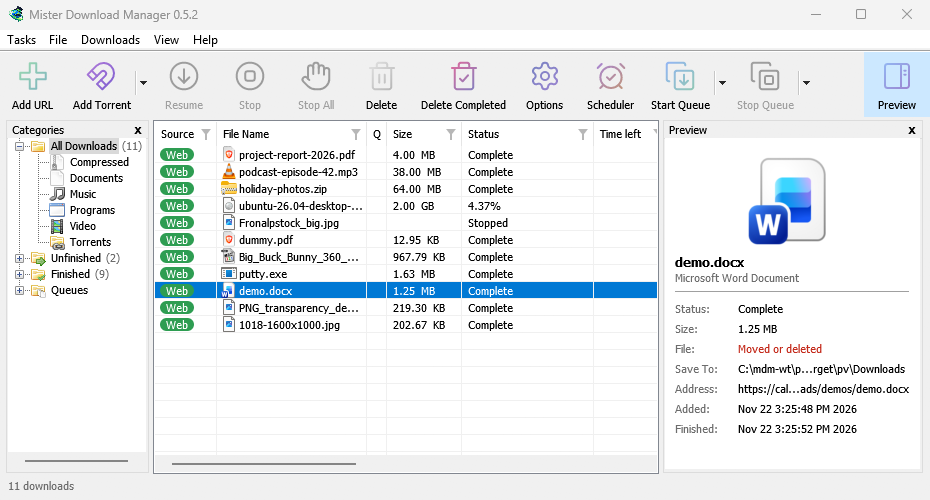 Mister Download Manager 0.5.2
Tasks File Downloads View Help
Add URL Add Torrent Resume Stop Stop All Delete Delete Completed Options Scheduler Start Queue Stop Queue Preview
Categories x
All Downloads (11)
Compressed
Documents
Music
Programs
Video
Torrents
Unfinished (2)
Finished (9)
Queues
Source File Name Q Size Status Time left
Web project-report-2026.pdf 4.00 MB Complete
Web podcast-episode-42.mp3 38.00 MB Complete
Web holiday-photos.zip 64.00 MB Complete
Web ubuntu-26.04-desktop-... 2.00 GB 4.37%
Web Fronalpstock_big.jpg Stopped
Web dummy.pdf 12.95 KB Complete
Web Big_Buck_Bunny_360_... 967.79 KB Complete
Web putty.exe 1.63 MB Complete
Web demo.docx 1.25 MB Complete
Web PNG_transparency_de... 219.30 KB Complete
Web 1018-1600x1000.jpg 202.67 KB Complete
Preview x
W
demo.docx
Microsoft Word Document
Status: Complete
Size: 1.25 MB
File: Moved or deleted
Save To: C:\mdm-wt\p...rget\pv\Downloads
Address: https://cal...ads/demos/demo.docx
Added: Nov 22 3:25:48 PM 2026
Finished: Nov 22 3:25:52 PM 2026
11 downloads